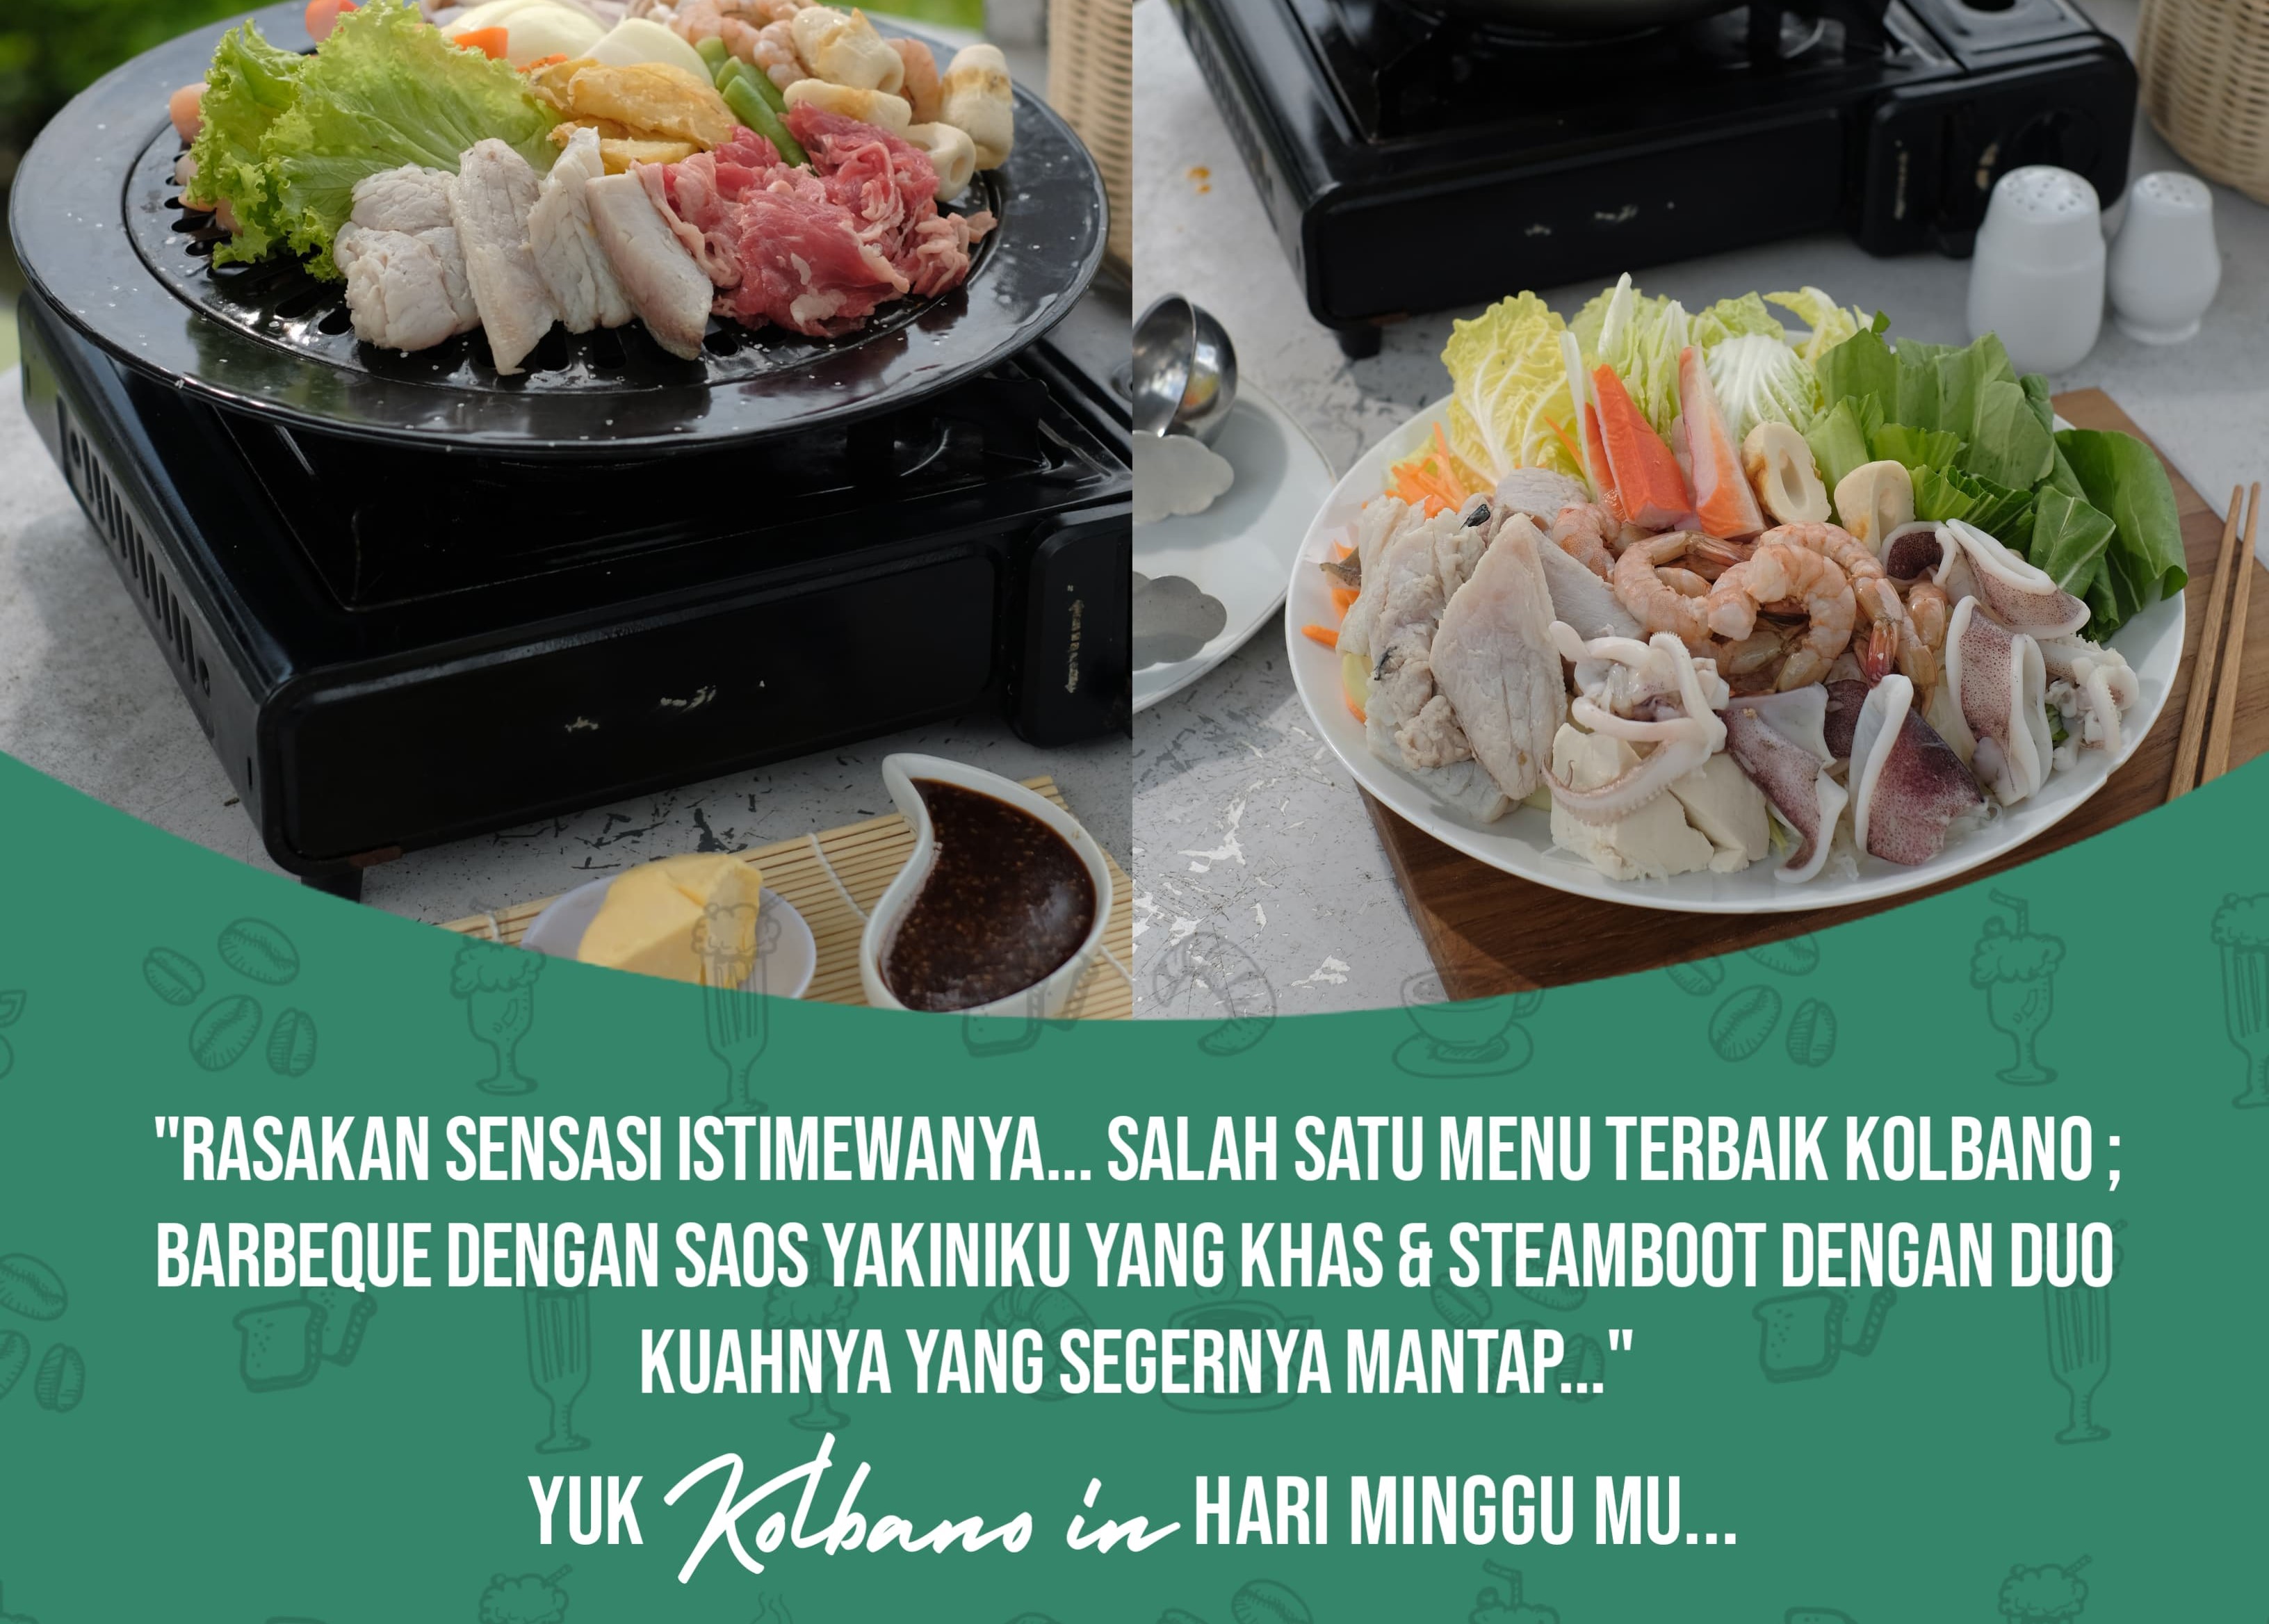 "RASAKAN SENSASI ISTIMEWANYA... SALAH SATU MENU TERBAIK KOLBANO ;
BARBEQUE DENGAN SAOS YAKINIKU YANG KHAS & STEAMBOOT DENGAN DUO
KUAHNYA YANG SEGERNYA MANTAP..."
YUK Kolbano in HARI MINGGU MU...